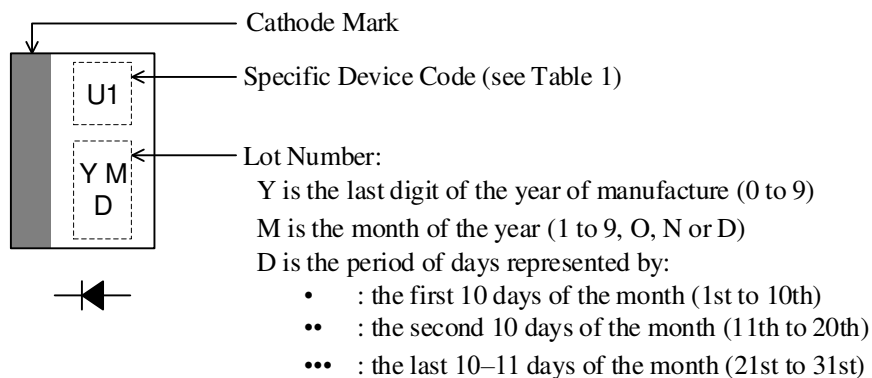 Cathode Mark
Specific Device Code (see Table 1)
U1
Lot Number:
Y M
D
Y is the last digit of the year of manufacture (0 to 9)
M is the month of the year (1 to 9, O, N or D)
D is the period of days represented by:
• : the first 10 days of the month (1st to 10th)
•• : the second 10 days of the month (11th to 20th)
••• : the last 10–11 days of the month (21st to 31st)